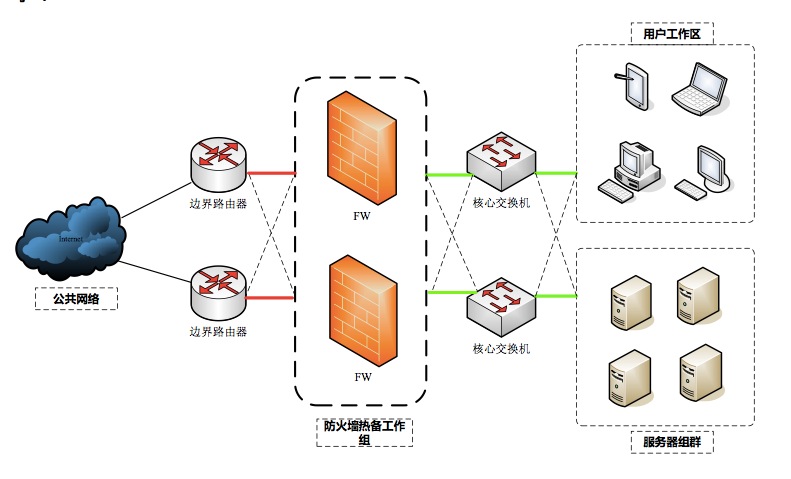 用户工作区
边界路由器
FW
核心交换机
Internet
公共网络
边界路由器
FW
核心交换机
防火墙热备工作
组
服务器组群